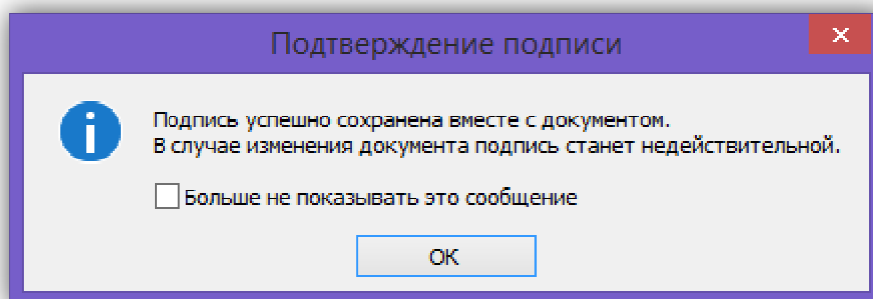 Подтверждение подписи
Подпись успешно сохранена вместе с документом.
В случае изменения документа подпись станет недействительной.
Больше не показывать это сообщение
ОК